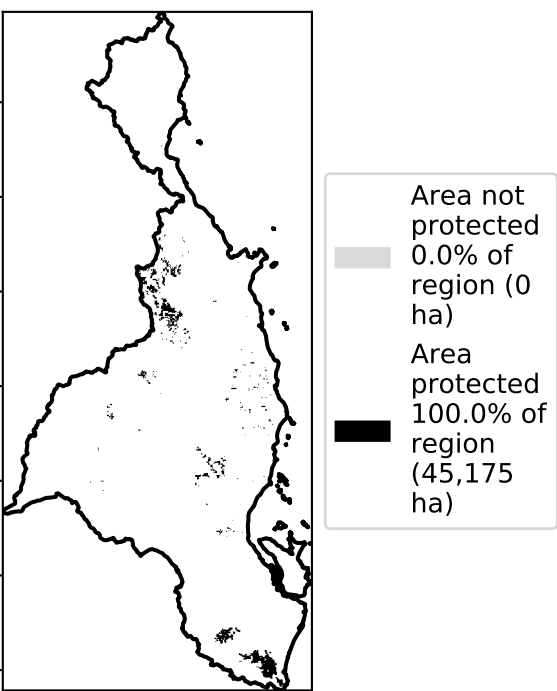 Area not
protected
0.0% of
region (0
ha)
Area
protected
100.0% of
region
(45,175
ha)